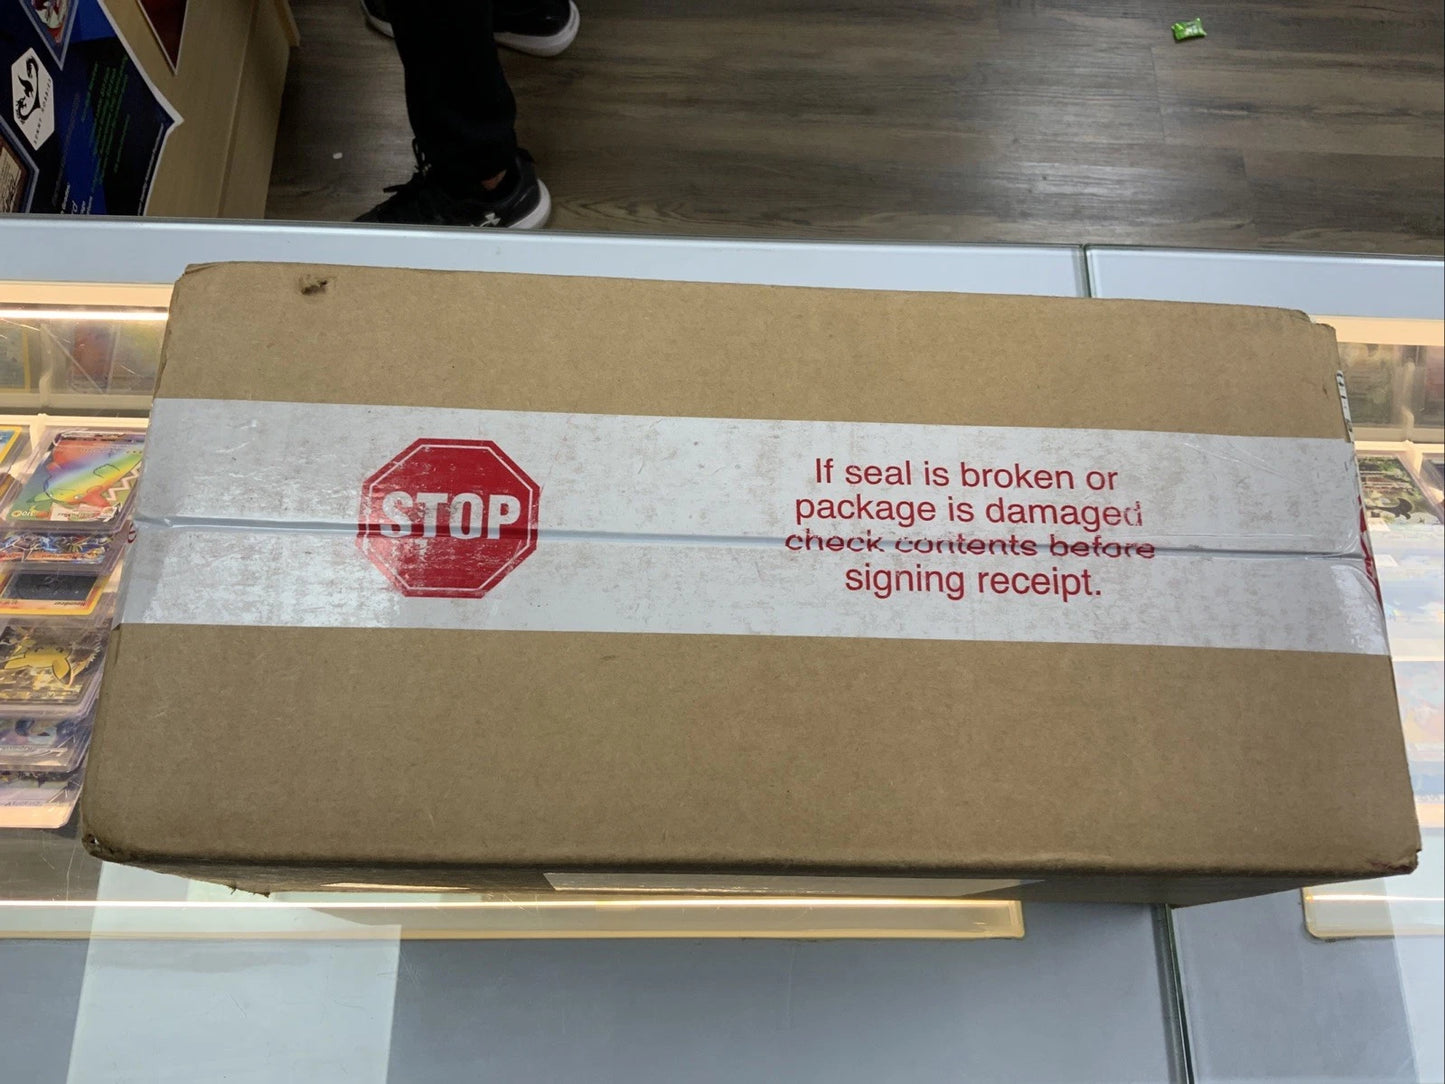 STOP
If seal is broken or
package is damaged
check contents before
signing receipt.